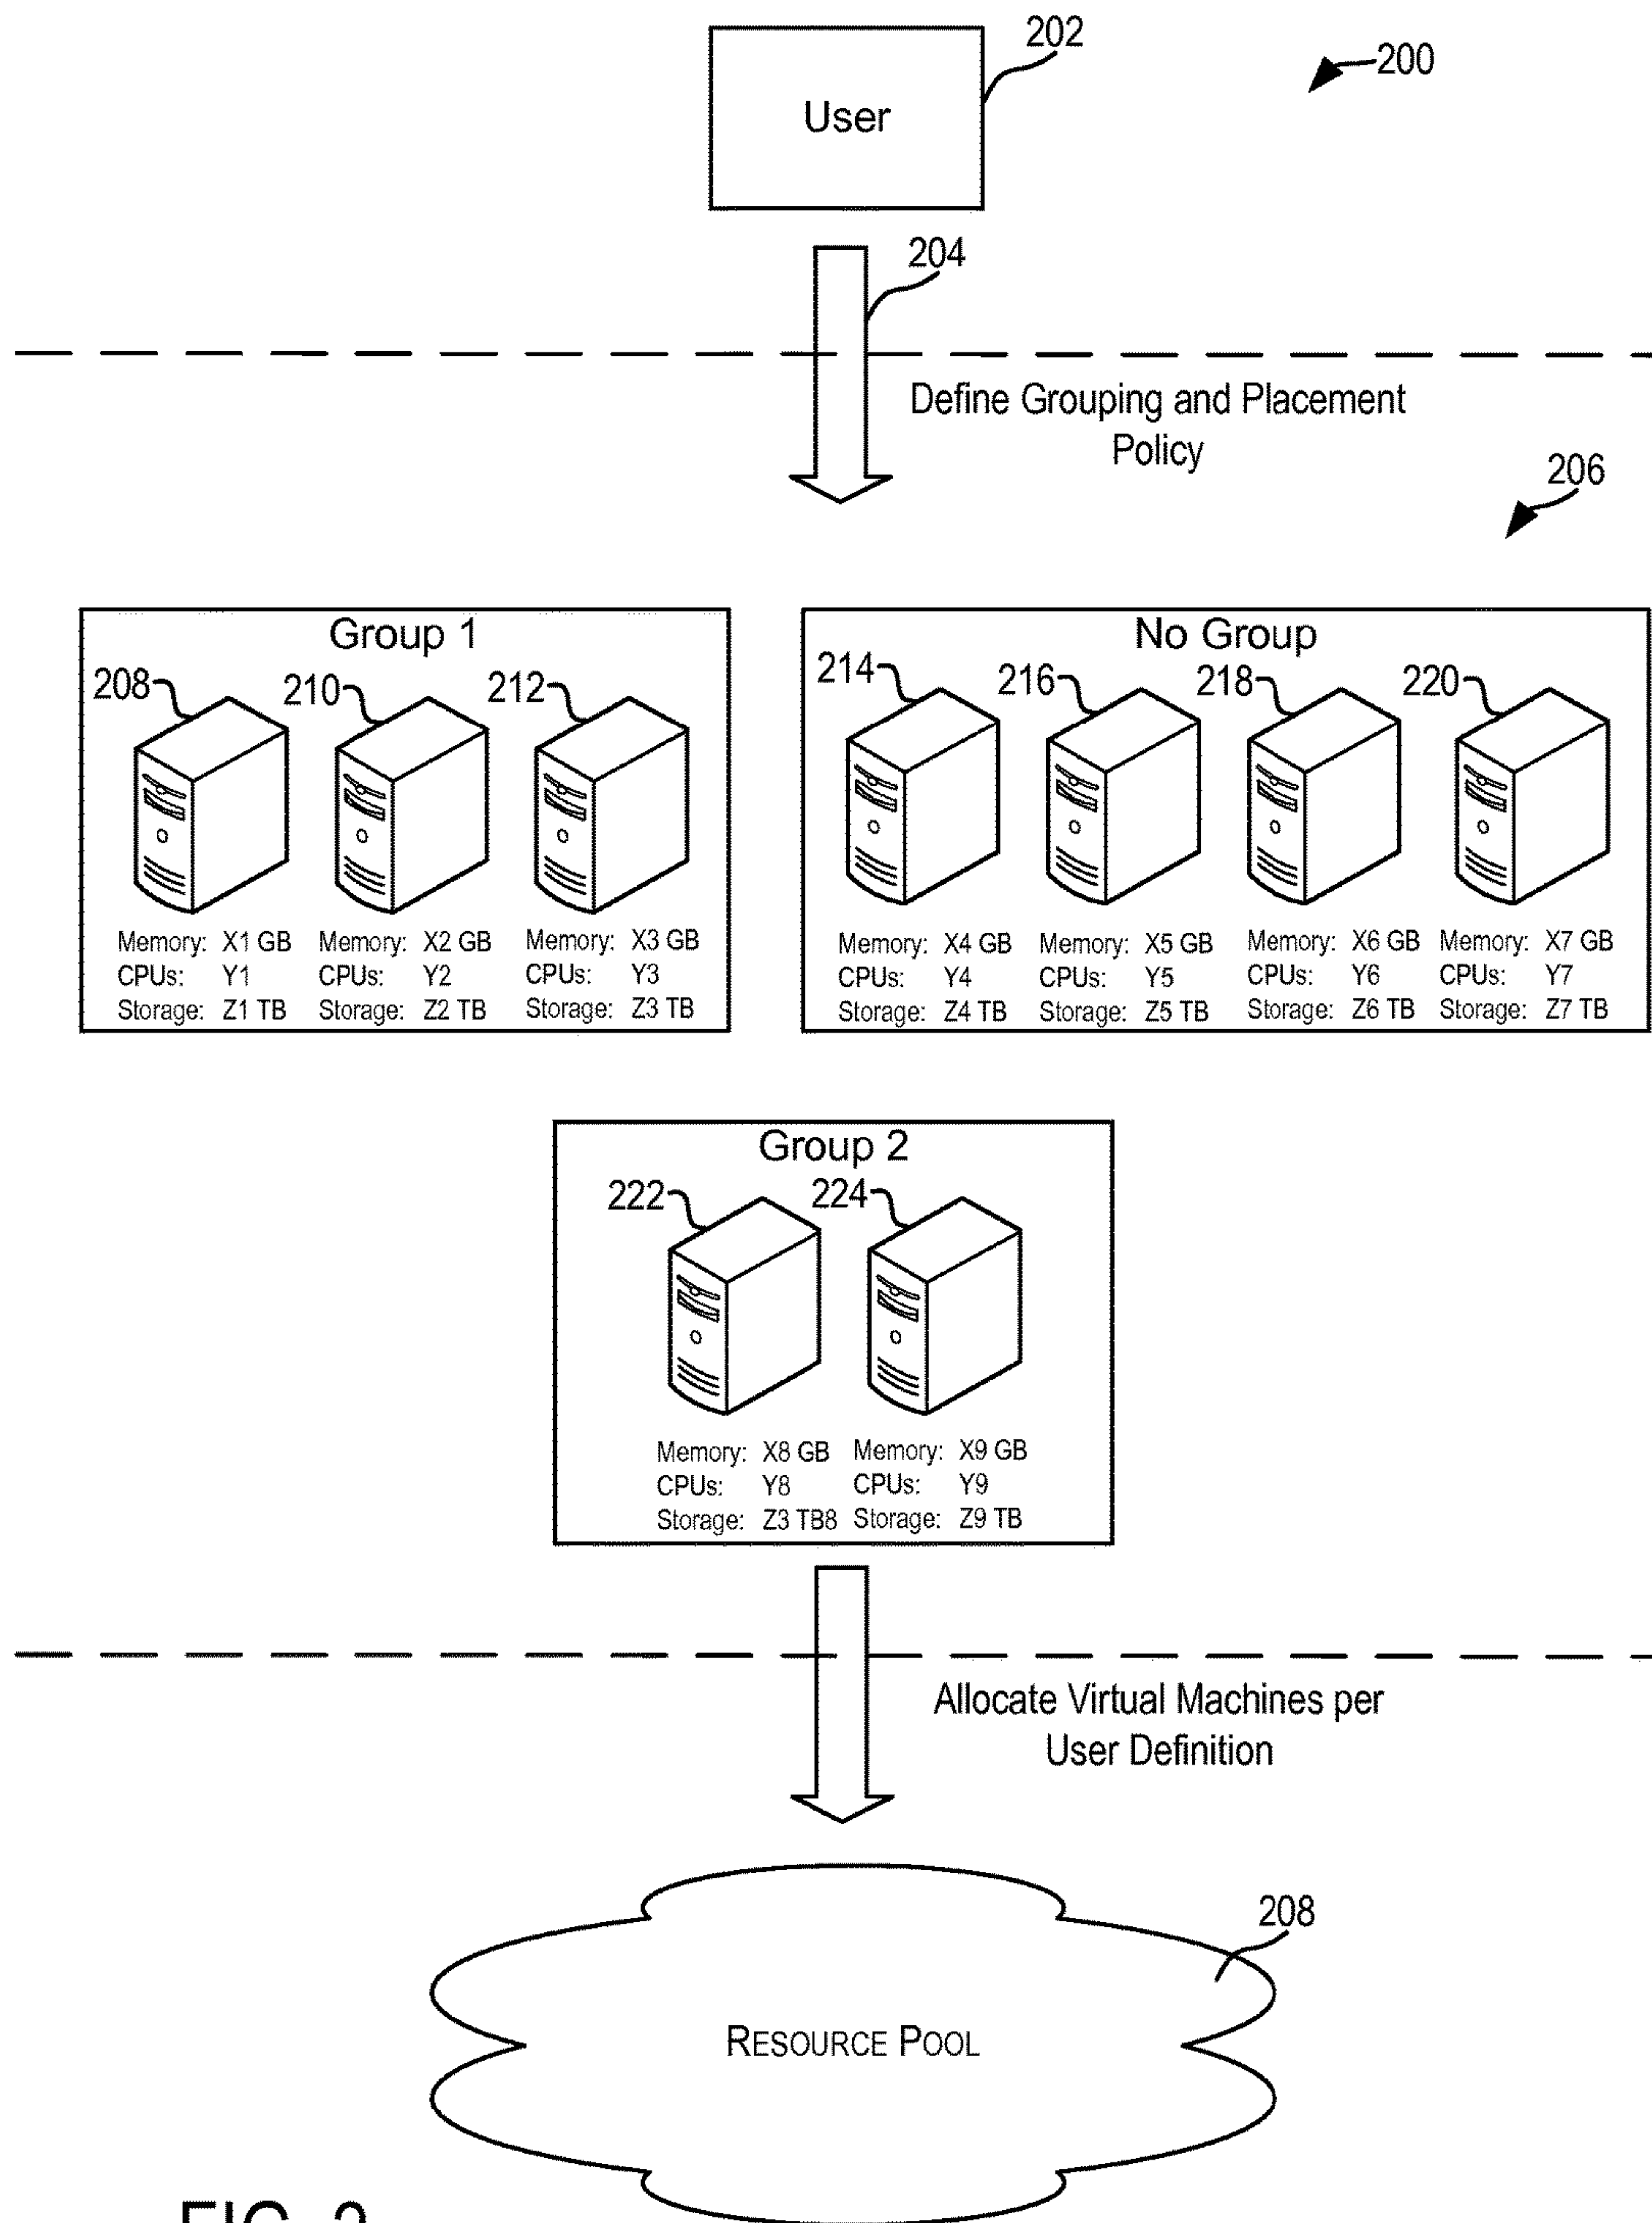 202
200
User
204
Define Grouping and Placement
Policy
206
Group 1
208
210
212
Memory: X1 GB
CPUs: Y1
Storage: Z1 TB
Memory: X2 GB
CPUs: Y2
Storage: Z2 TB
Memory: X3 GB
CPUs: Y3
Storage: Z3 TB
No Group
214
216
218
220
Memory: X4 GB
CPUs: Y4
Storage: Z4 TB
Memory: X5 GB
CPUs: Y5
Storage: Z5 TB
Memory: X6 GB
CPUs: Y6
Storage: Z6 TB
Memory: X7 GB
CPUs: Y7
Storage: Z7 TB
Group 2
222
224
Memory: X8 GB
CPUs: Y8
Storage: Z3 TB8
Memory: X9 GB
CPUs: Y9
Storage: Z9 TB
Allocate Virtual Machines per
User Definition
208
RESOURCE POOL